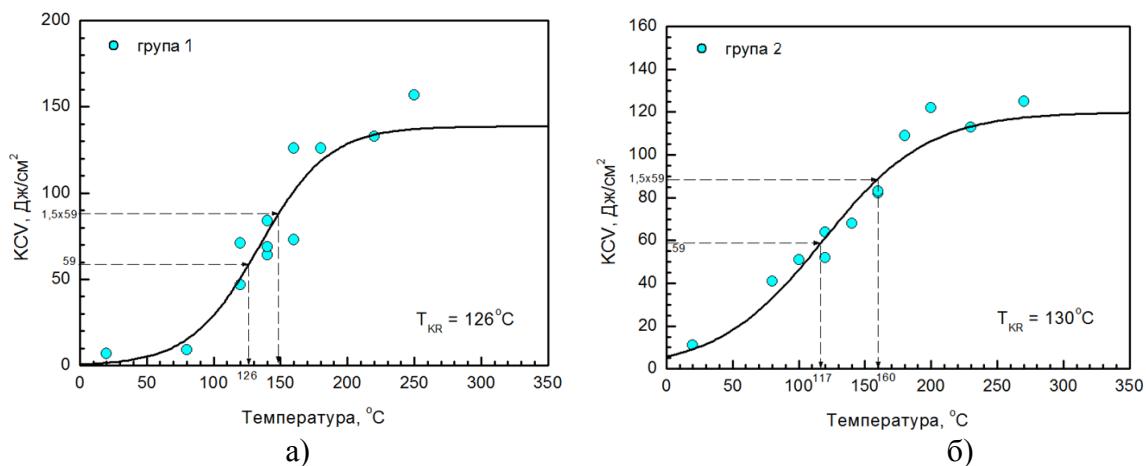 200
150
100
50
0
KCV, Дж/см²
1,5x59
59
група 1
T_KR = 126°C
126
0 50 100 150 200 250 300 350
Температура, °C
а)
160
140
120
100
80
60
40
20
0
KCV, Дж/см²
1,5x59
59
група 2
T_KR = 130°C
117
160
0 50 100 150 200 250 300 350
Температура, °C
б)